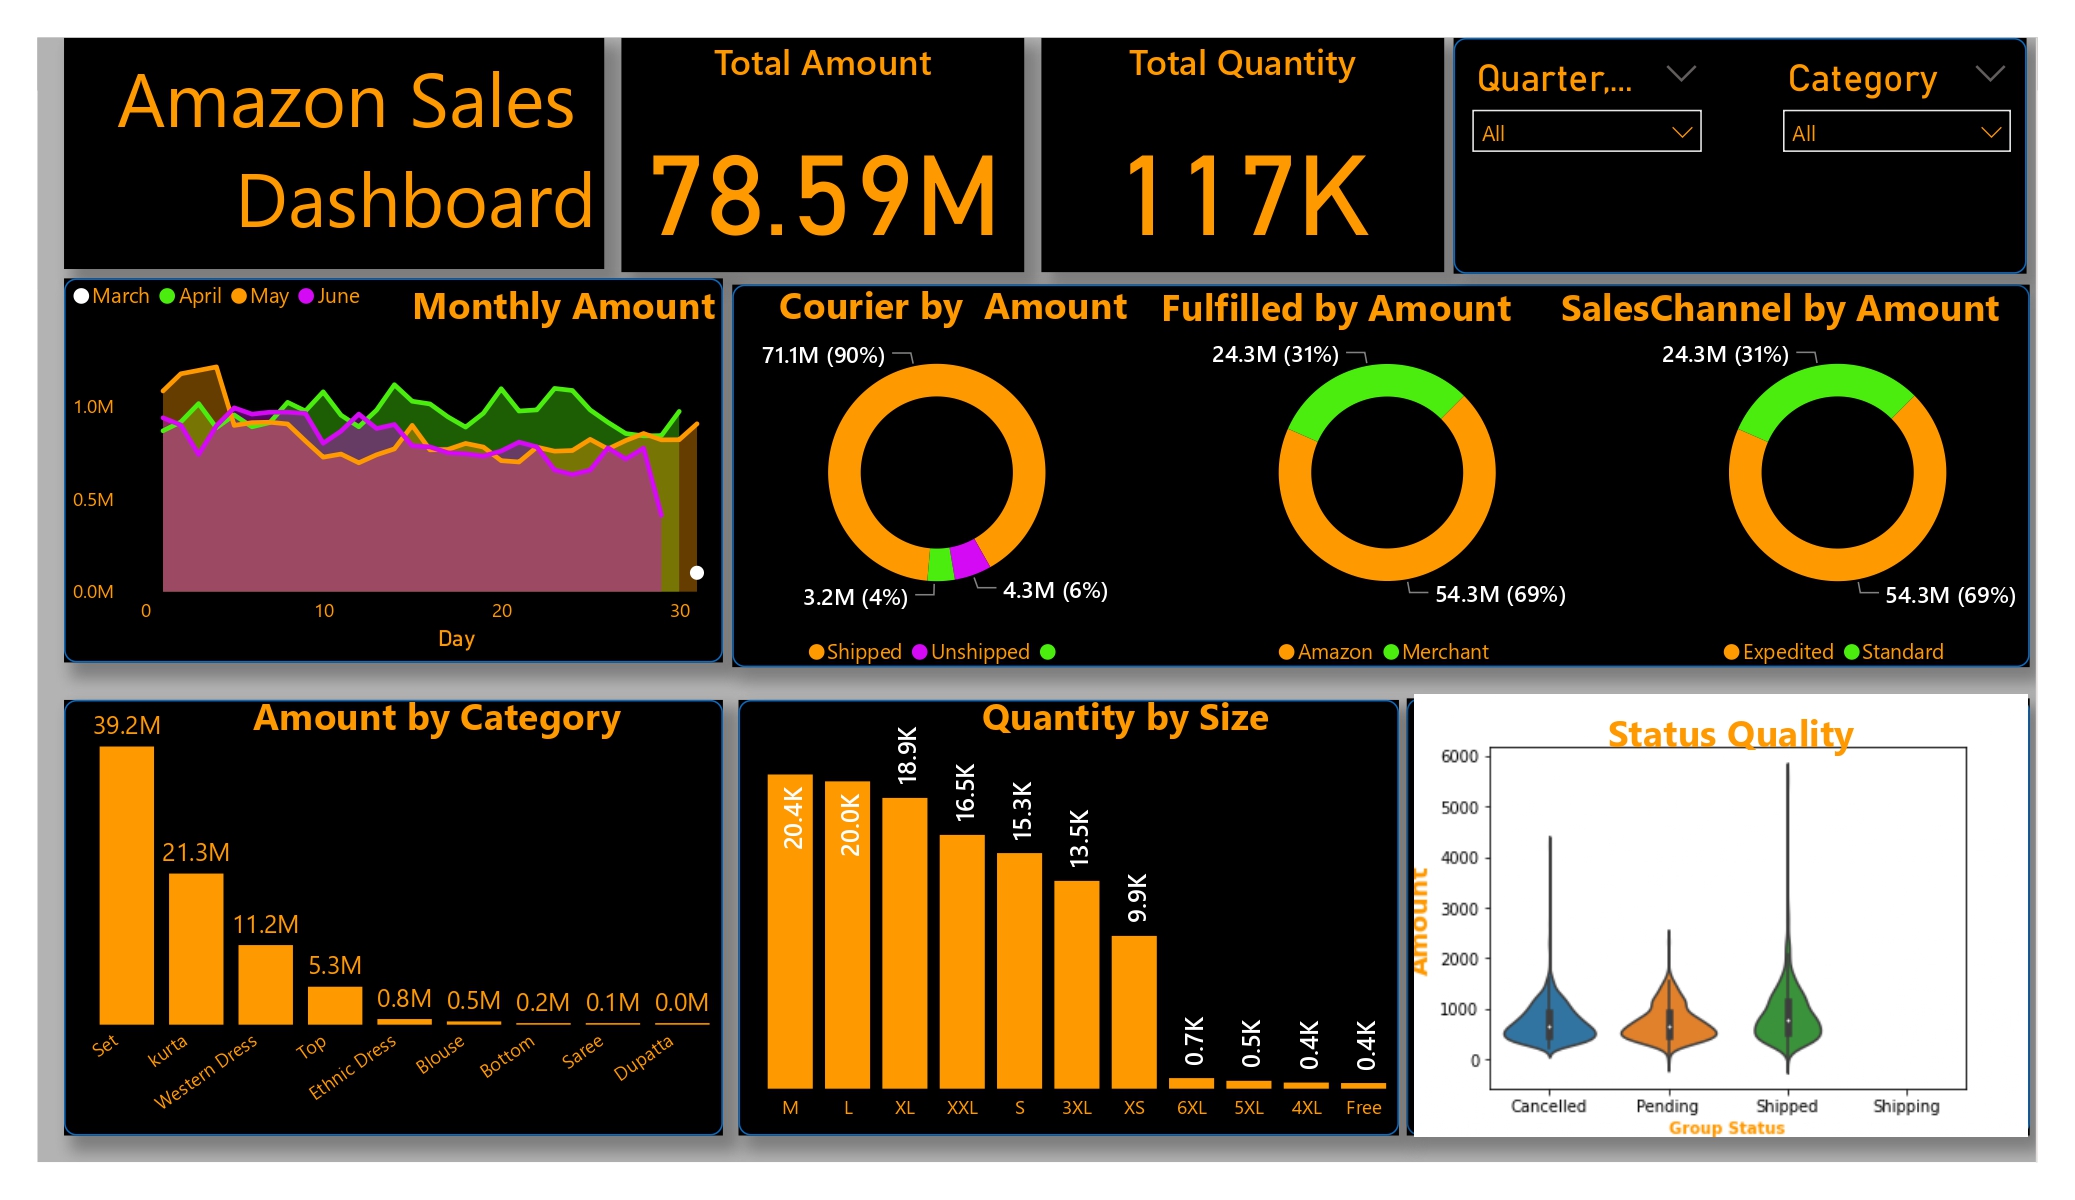 Amazon Sales
Dashboard
Total Amount
78.59M
Total Quantity
117K
Quarter,...
All
Category
All
March April May June
Monthly Amount
1.0M
0.5M
0.0M
0 10 20 30
Day
Courier by Amount
71.1M (90%)
3.2M (4%)
4.3M (6%)
Shipped Unshipped
Fulfilled by Amount
24.3M (31%)
54.3M (69%)
Amazon Merchant
SalesChannel by Amount
24.3M (31%)
54.3M (69%)
Expedited Standard
Amount by Category
39.2M
21.3M
11.2M
5.3M
0.8M
0.5M
0.2M
0.1M
0.0M
Set
kurta
Western Dress
Top
Ethnic Dress
Blouse
Bottom
Saree
Dupatta
Quantity by Size
20.4K
20.0K
18.9K
16.5K
15.3K
13.5K
9.9K
0.7K
0.5K
0.4K
0.4K
M L XL XXL S 3XL XS 6XL 5XL 4XL Free
Status Quality
6000
5000
4000
3000
2000
1000
0
Amount
Cancelled Pending Shipped Shipping
Group Status